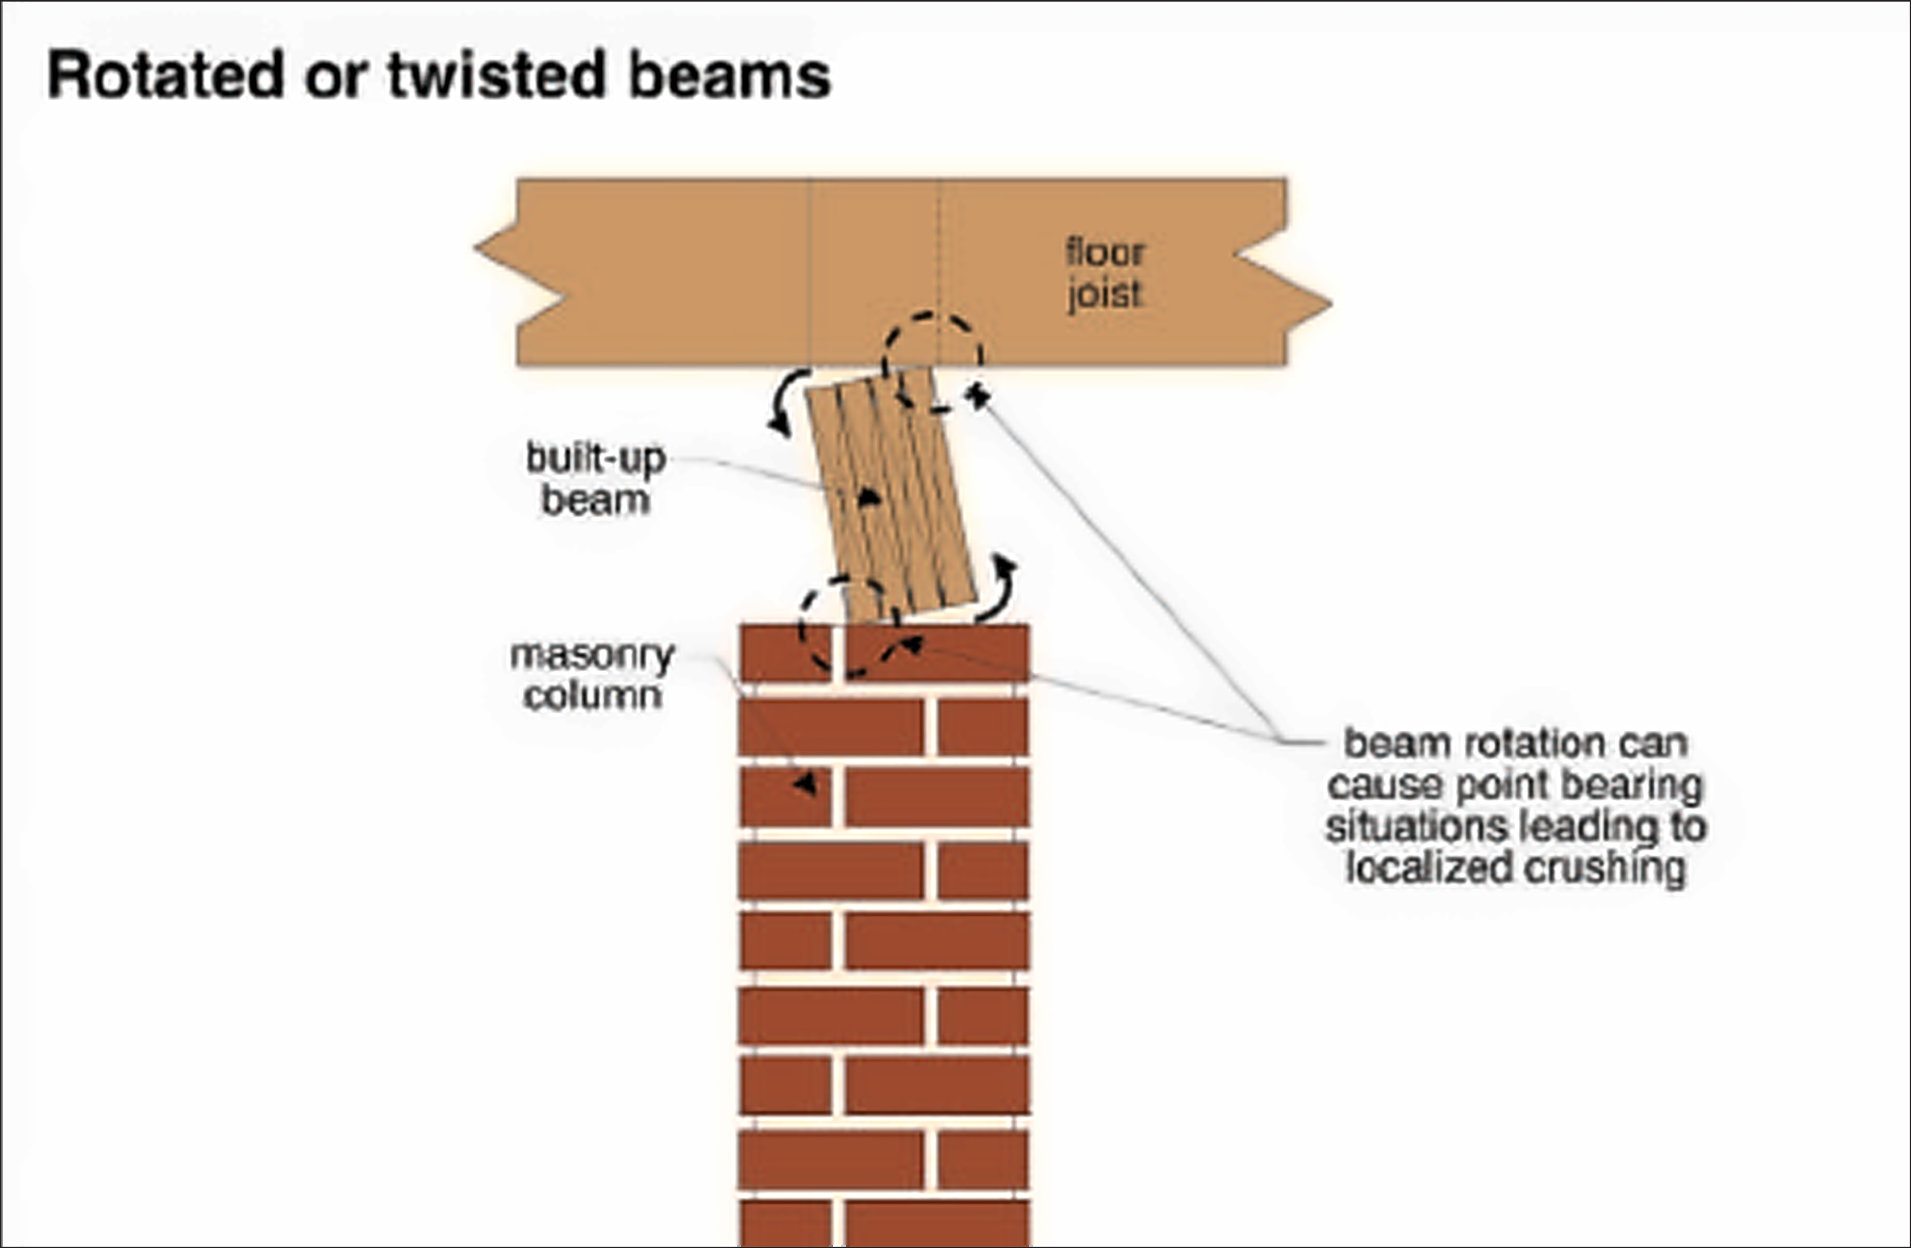 Rotated or twisted beams
floor
joist
built-up
beam
masonry
column
beam rotation can
cause point bearing
situations leading to
localized crushing